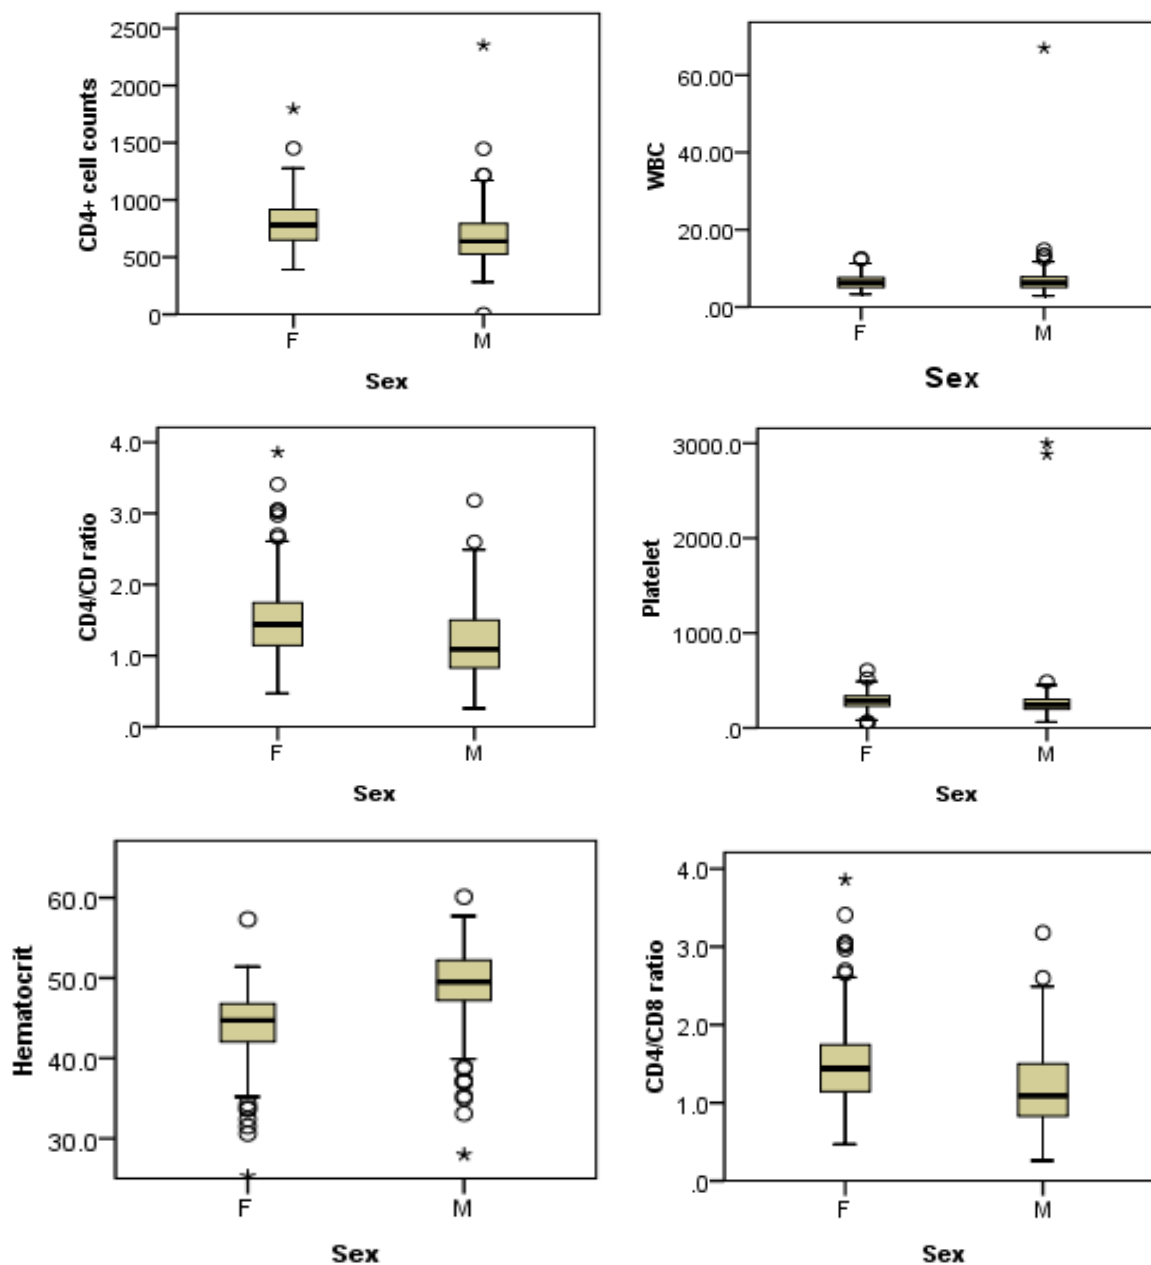 CD4+ cell counts
2500
2000
1500
1000
500
0
F M
Sex
WBC
60.00
40.00
20.00
.00
F M
Sex
CD4/CD ratio
4.0
3.0
2.0
1.0
.0
F M
Sex
Platelet
3000.0
2000.0
1000.0
.0
F M
Sex
Hematocrit
60.0
50.0
40.0
30.0
F M
Sex
CD4/CD8 ratio
4.0
3.0
2.0
1.0
.0
F M
Sex